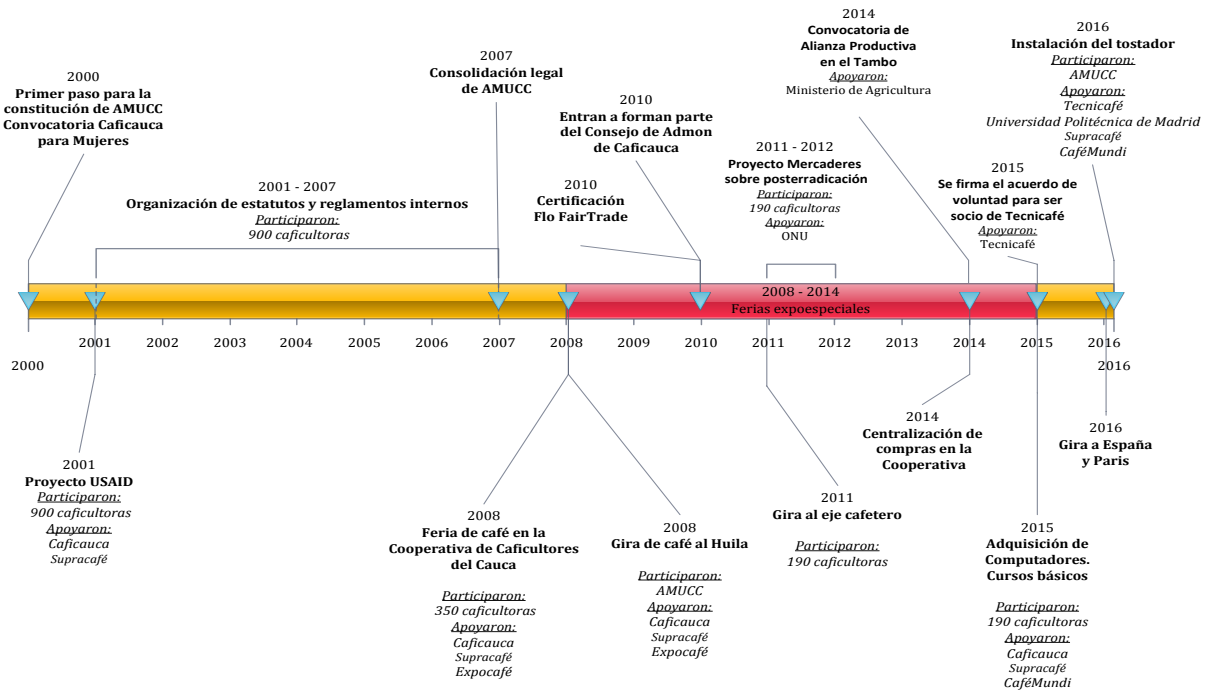 2000
Primer paso para la
constitución de AMUCC
Convocatoria Caficauca
para Mujeres
2001 - 2007
Organización de estatutos y reglamentos internos
Participaron:
900 caficultoras
2007
Consolidación legal
de AMUCC
2010
Entran a forman parte
del Consejo de Admon
de Caficauca
2010
Certificación
Flo FairTrade
2011 - 2012
Proyecto Mercaderes
sobre posterradicación
Participaron:
190 caficultoras
Apoyaron:
ONU
2014
Convocatoria de
Alianza Productiva
en el Tambo
Apoyaron:
Ministerio de Agricultura
2015
Se firma el acuerdo de
voluntad para ser
socio de Tecnicafé
Apoyaron:
Tecnicafé
2016
Instalación del tostador
Participaron:
AMUCC
Apoyaron:
Tecnicafé
Universidad Politécnica de Madrid
Supracafé
CaféMundi
2008 - 2014
Ferias expoespeciales
2001 2002 2003 2004 2005 2006 2007 2008 2009 2010 2011 2012 2013 2014 2015 2016
2000 2016
2001
Proyecto USAID
Participaron:
900 caficultoras
Apoyaron:
Caficauca
Supracafé
2008
Feria de café en la
Cooperativa de Caficultores
del Cauca
Participaron:
350 caficultoras
Apoyaron:
Caficauca
Supracafé
Expocafé
2008
Gira de café al Huila
Participaron:
AMUCC
Apoyaron:
Caficauca
Supracafé
Expocafé
2011
Gira al eje cafetero
Participaron:
190 caficultoras
2014
Centralización de
compras en la
Cooperativa
2015
Adquisición de
Computadores.
Cursos básicos
Participaron:
190 caficultoras
Apoyaron:
Caficauca
Supracafé
CaféMundi
2016
Gira a España
y Paris